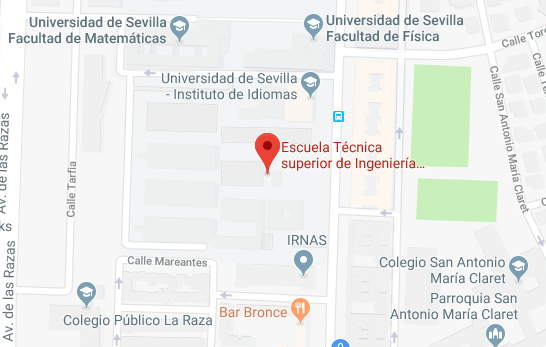 Universidad de Sevilla
Facultad de Matemáticas
Universidad de Sevilla
Facultad de Física
Calle Tor
Universidad de Sevilla
- Instituto de Idiomas
Av. de las Razas
Calle Tarfia
Escuela Técnica
superior de Ingeniería...
Calle San Antonio María Claret
ks
IRNAS
Calle Mareantes
Colegio San Antonio
María Claret
Av. de las Razas
Colegio Público La Raza
Bar Bronce
Parroquia San
Antonio María Claret